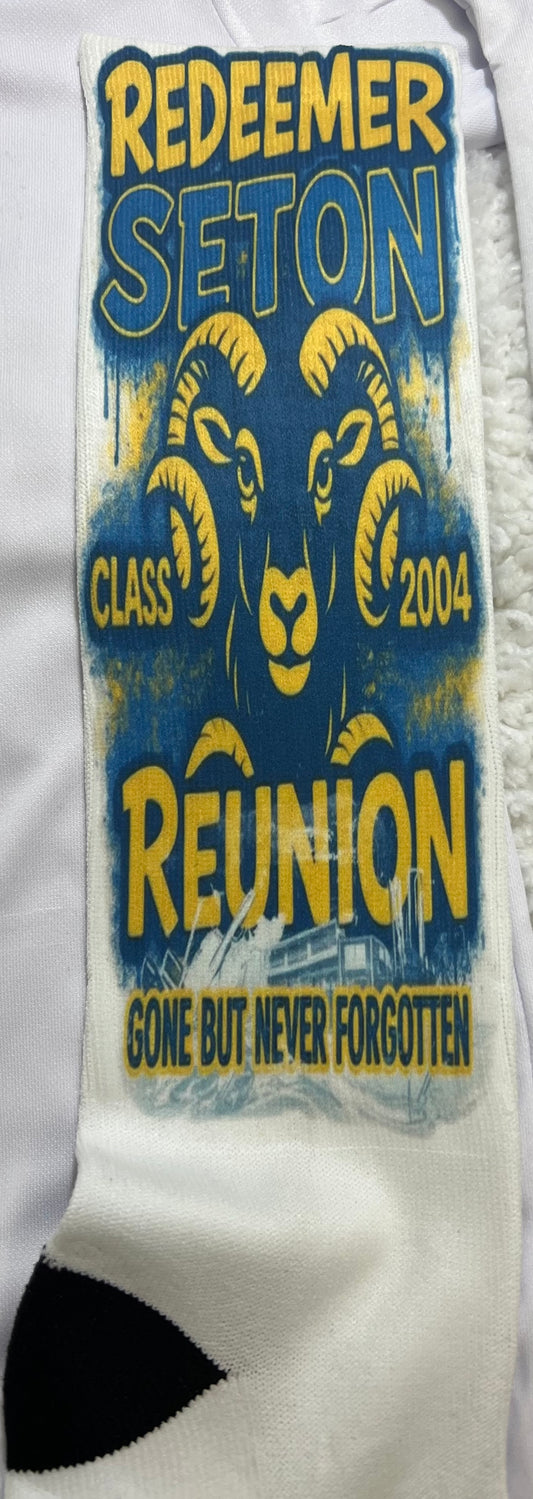 REDEEMER
SETON
CLASS 2004
REUNION
GONE BUT NEVER FORGOTTEN